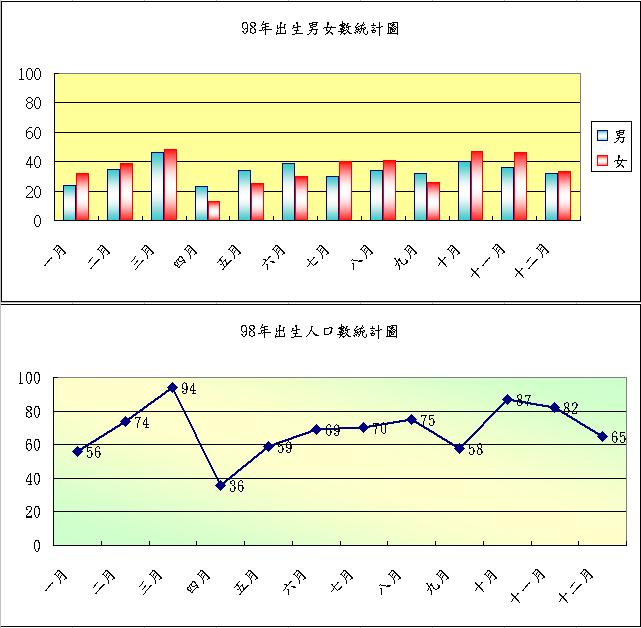 98年出生男女數統計圖
100
80
60
40
20
0
男
女
一月 二月 三月 四月 五月 六月 七月 八月 九月 十月 十一月 十二月
98年出生人口數統計圖
100
80
60
40
20
0
56 74 94 36 59 69 70 75 58 87 82 65
一月 二月 三月 四月 五月 六月 七月 八月 九月 十月 十一月 十二月